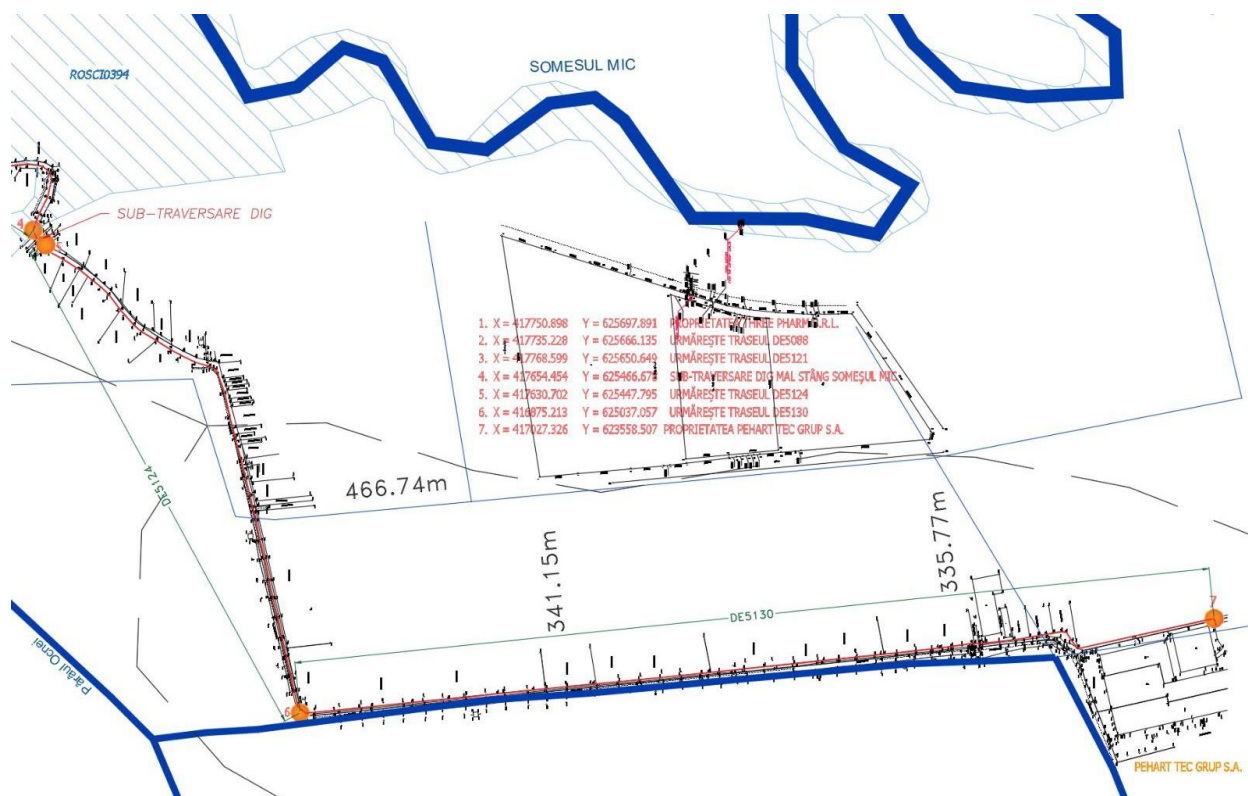 ROSCI0394
SOMESUL MIC
4
SUB-TRAVERSARE DIG
1. X = 417750.898 Y = 625697.891 PROPRIETATEA THREE PHARM S.R.L.
2. X = 417735.228 Y = 625666.135 URMĂREȘTE TRASEUL DE5088
3. X = 417768.599 Y = 625650.649 URMĂREȘTE TRASEUL DE5121
4. X = 417654.454 Y = 625466.678 SUB-TRAVERSARE DIG MAL STÂNG SOMEȘUL MIC
5. X = 417630.702 Y = 625447.795 URMĂREȘTE TRASEUL DE5124
6. X = 416875.213 Y = 625037.057 URMĂREȘTE TRASEUL DE5130
7. X = 417027.326 Y = 623558.507 PROPRIETATEA PEHART TEC GRUP S.A.
DE5124
466.74m
341.15m
335.77m
DE5130
7
Pârâul Ocnei
6
PEHART TEC GRUP S.A.